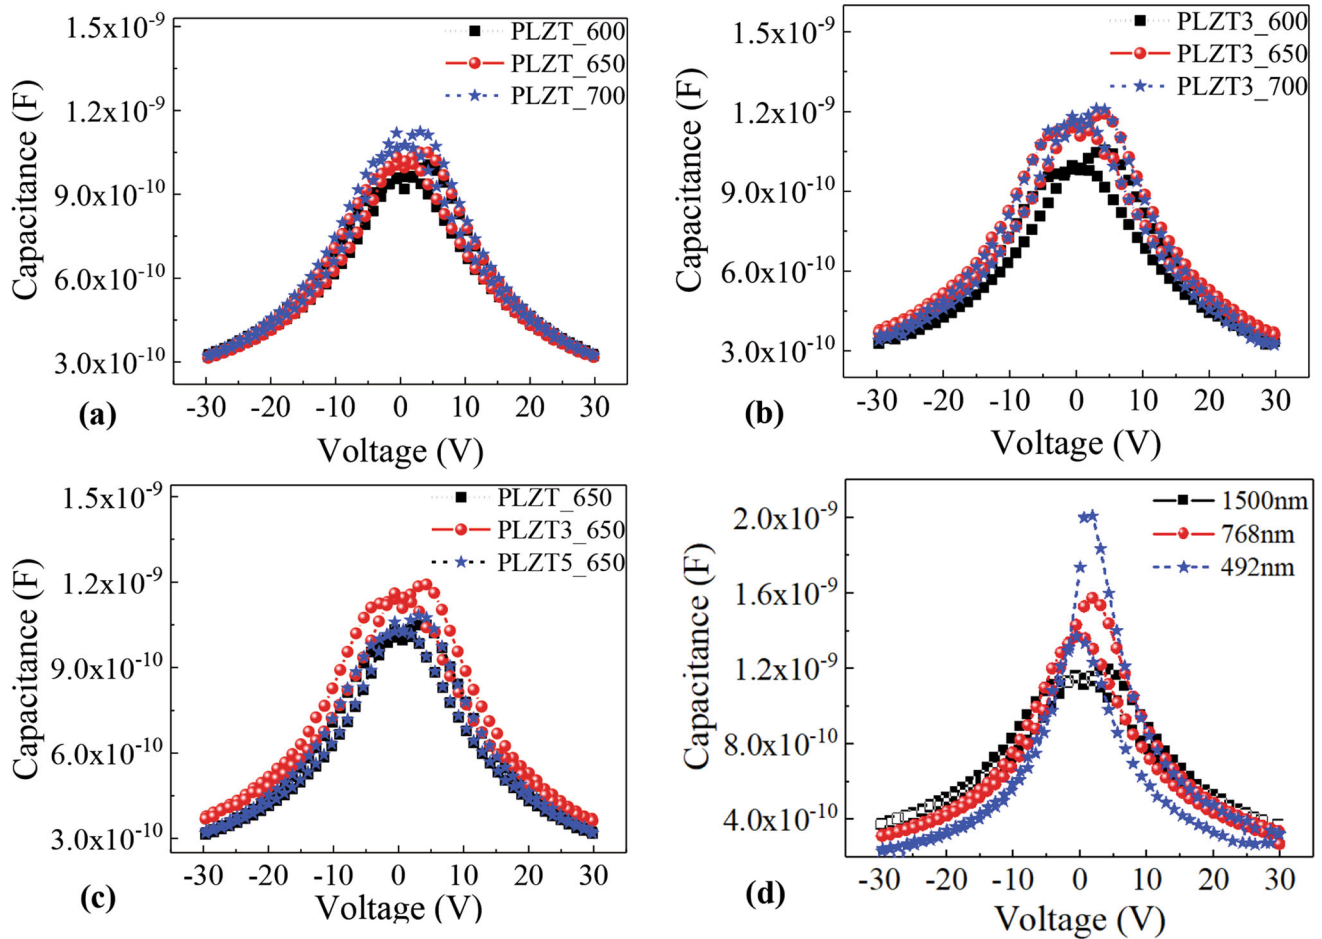 1.5x10-9
1.2x10-9
9.0x10-10
6.0x10-10
3.0x10-10
Capacitance (F)
PLZT_600
PLZT_650
PLZT_700
-30 -20 -10 0 10 20 30
Voltage (V)
(a)
1.5x10-9
1.2x10-9
9.0x10-10
6.0x10-10
3.0x10-10
Capacitance (F)
PLZT3_600
PLZT3_650
PLZT3_700
-30 -20 -10 0 10 20 30
Voltage (V)
(b)
1.5x10-9
1.2x10-9
9.0x10-10
6.0x10-10
3.0x10-10
Capacitance (F)
PLZT_650
PLZT3_650
PLZT5_650
-30 -20 -10 0 10 20 30
Voltage (V)
(c)
2.0x10-9
1.6x10-9
1.2x10-9
8.0x10-10
4.0x10-10
Capacitance (F)
1500nm
768nm
492nm
-30 -20 -10 0 10 20 30
Voltage (V)
(d)